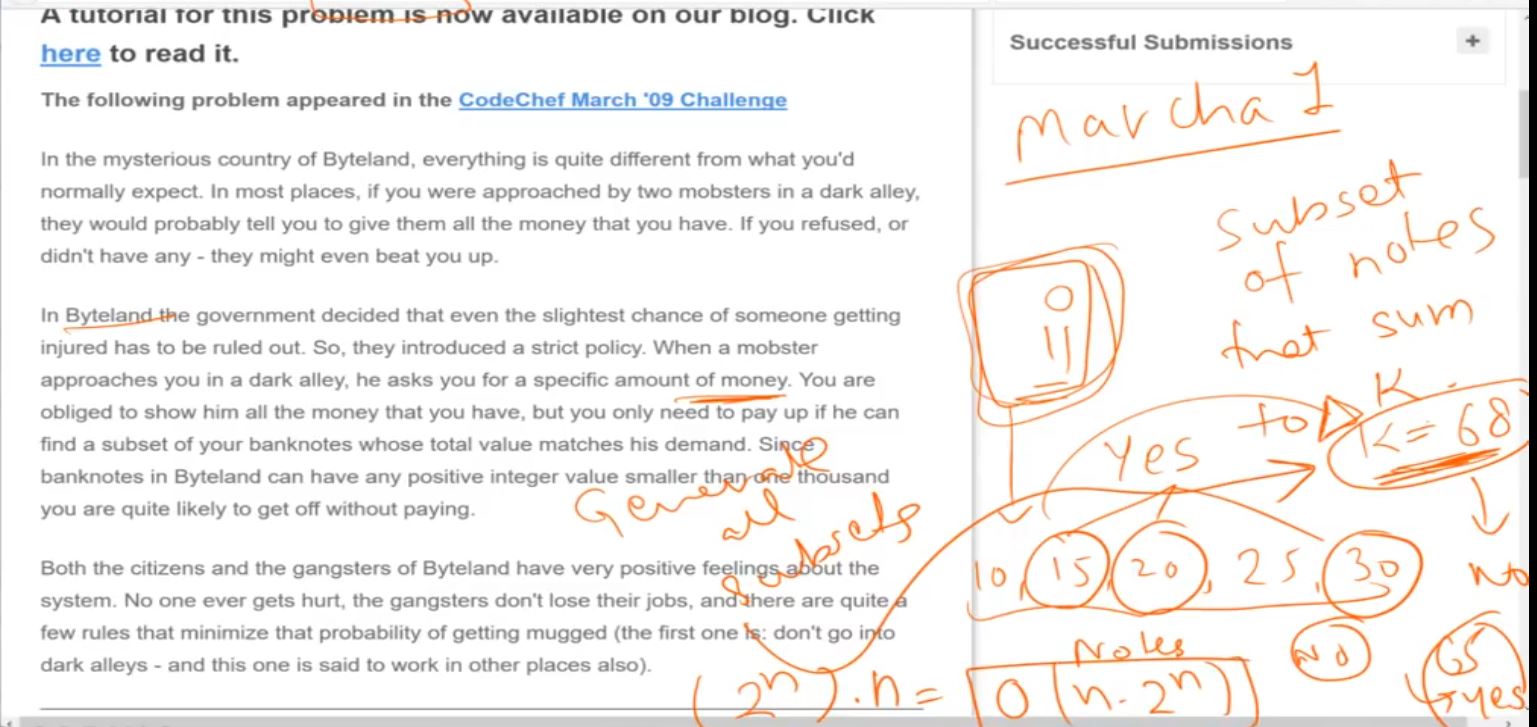 A tutorial for this problem is now available on our blog. Click
here to read it.
The following problem appeared in the CodeChef March '09 Challenge
In the mysterious country of Byteland, everything is quite different from what you'd
normally expect. In most places, if you were approached by two mobsters in a dark alley,
they would probably tell you to give them all the money that you have. If you refused, or
didn't have any - they might even beat you up.
In Byteland the government decided that even the slightest chance of someone getting
injured has to be ruled out. So, they introduced a strict policy. When a mobster
approaches you in a dark alley, he asks you for a specific amount of money. You are
obliged to show him all the money that you have, but you only need to pay up if he can
find a subset of your banknotes whose total value matches his demand. Since
banknotes in Byteland can have any positive integer value smaller than one thousand
you are quite likely to get off without paying.
Both the citizens and the gangsters of Byteland have very positive feelings about the
system. No one ever gets hurt, the gangsters don't lose their jobs, and there are quite a
few rules that minimize that probability of getting mugged (the first one is: don't go into
dark alleys - and this one is said to work in other places also).
Successful Submissions
+
Marcha 1
Subset
of notes
that sum
to K
K = 68
Yes
No
10, 15, 20, 25, 30
Notes
NO
65
yes
Generate
all
subsets
(2^n) . n = O(n. 2^n)